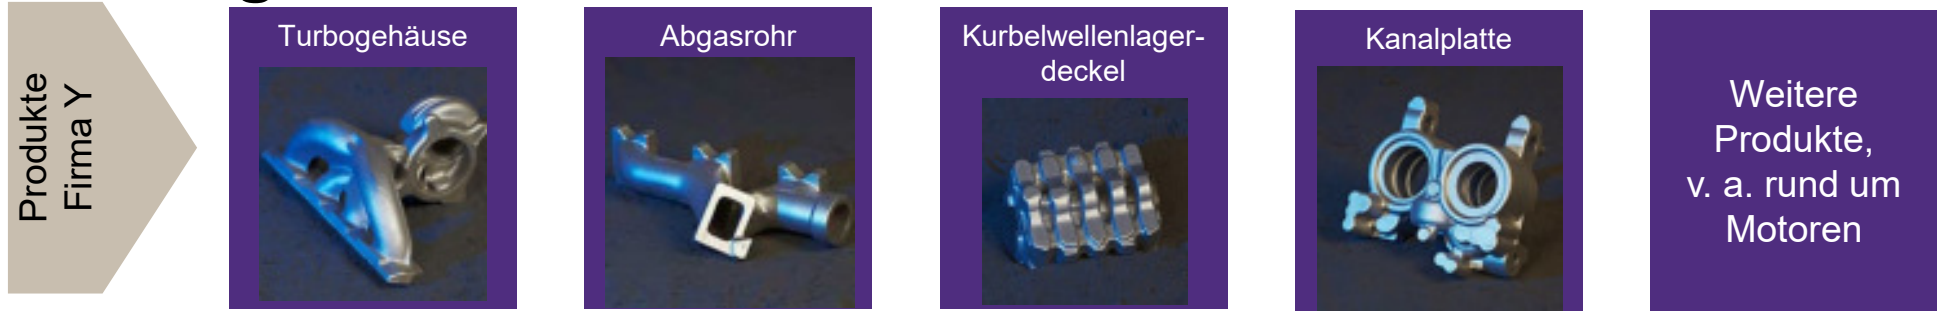 Produkte
Firma Y
Turbogehäuse
Abgasrohr
Kurbelwellenlager-
deckel
Kanalplatte
Weitere
Produkte,
v. a. rund um
Motoren